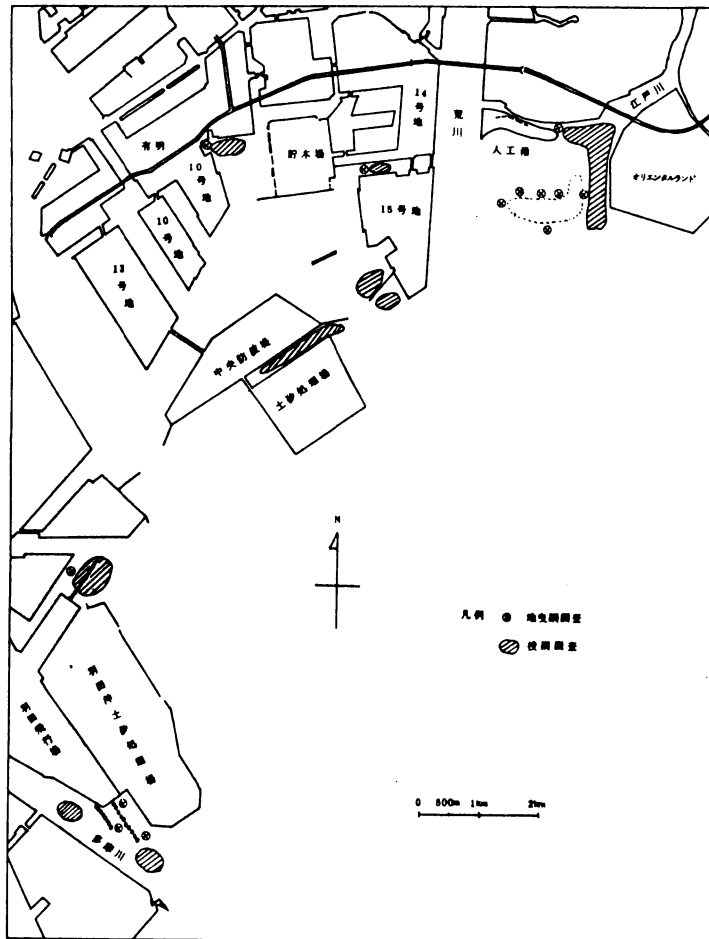 江戸川
14号地
荒川
有明
貯木場
人工渚
10号地
オリエンタルランド
15号地
10号地
13号地
中央防波堤
土砂処理場
N
凡例
地曳網調査
投網調査
羽田沖土砂処理場
多摩川
0 500m 1km 2km